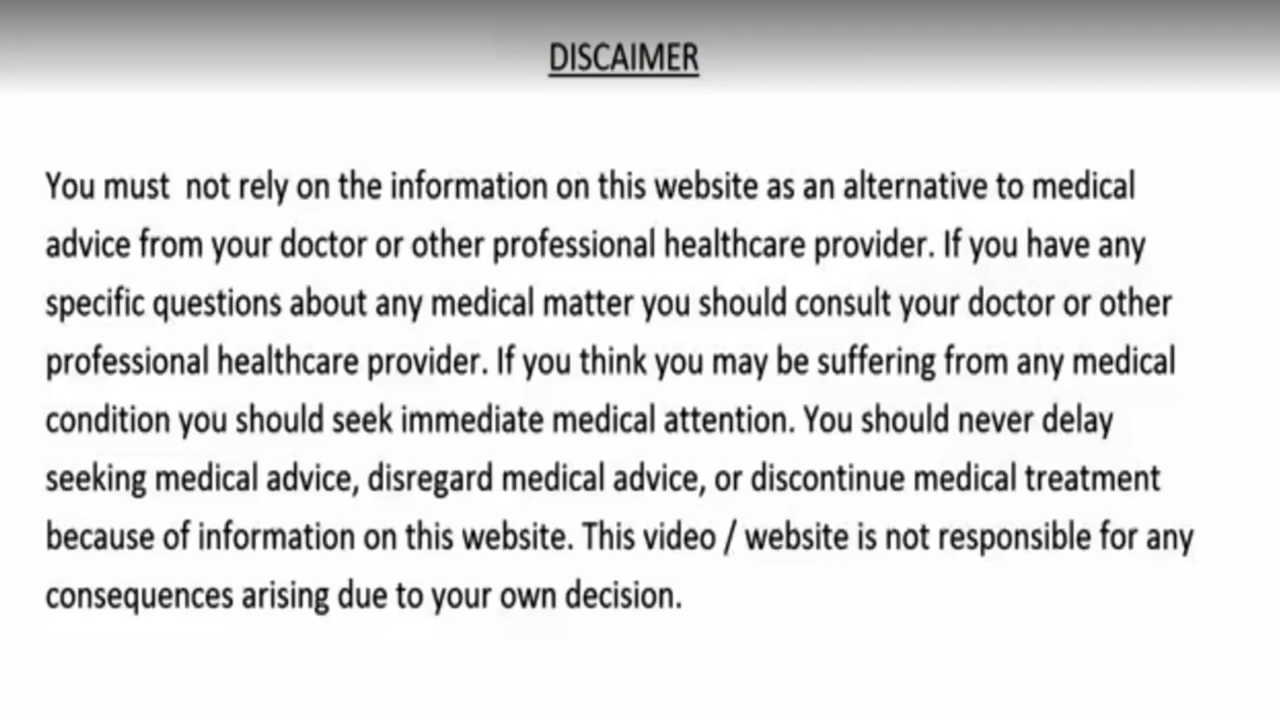 DISCAIMER
You must  not rely on the information on this website as an alternative to medical
advice from your doctor or other professional healthcare provider. If you have any
specific questions about any medical matter you should consult your doctor or other
professional healthcare provider. If you think you may be suffering from any medical
condition you should seek immediate medical attention. You should never delay
seeking medical advice, disregard medical advice, or discontinue medical treatment
because of information on this website. This video / website is not responsible for any
consequences arising due to your own decision.